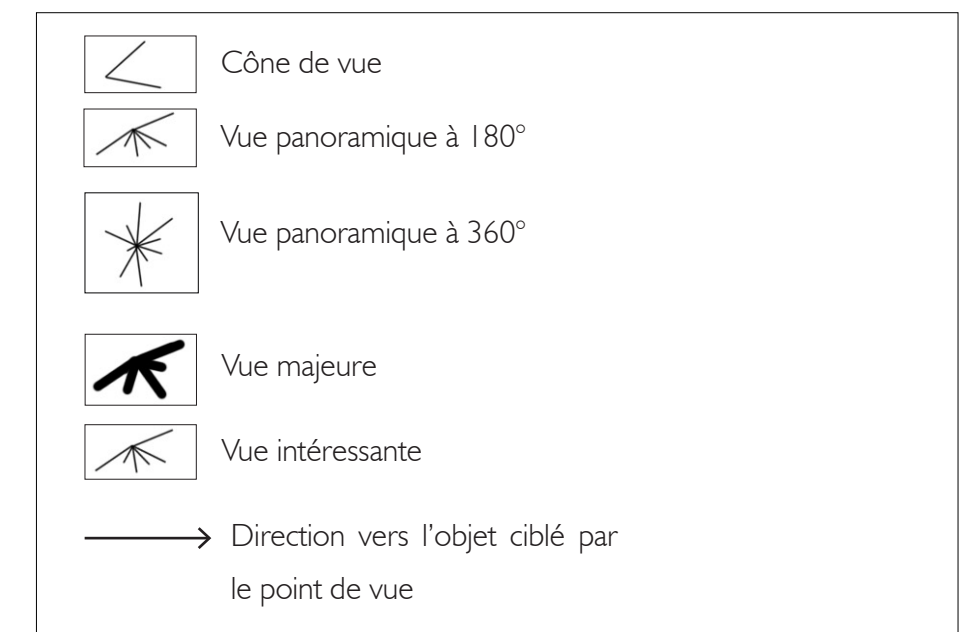 Cône de vue
Vue panoramique à 180°
Vue panoramique à 360°
Vue majeure
Vue intéressante
Direction vers l'objet ciblé par
le point de vue